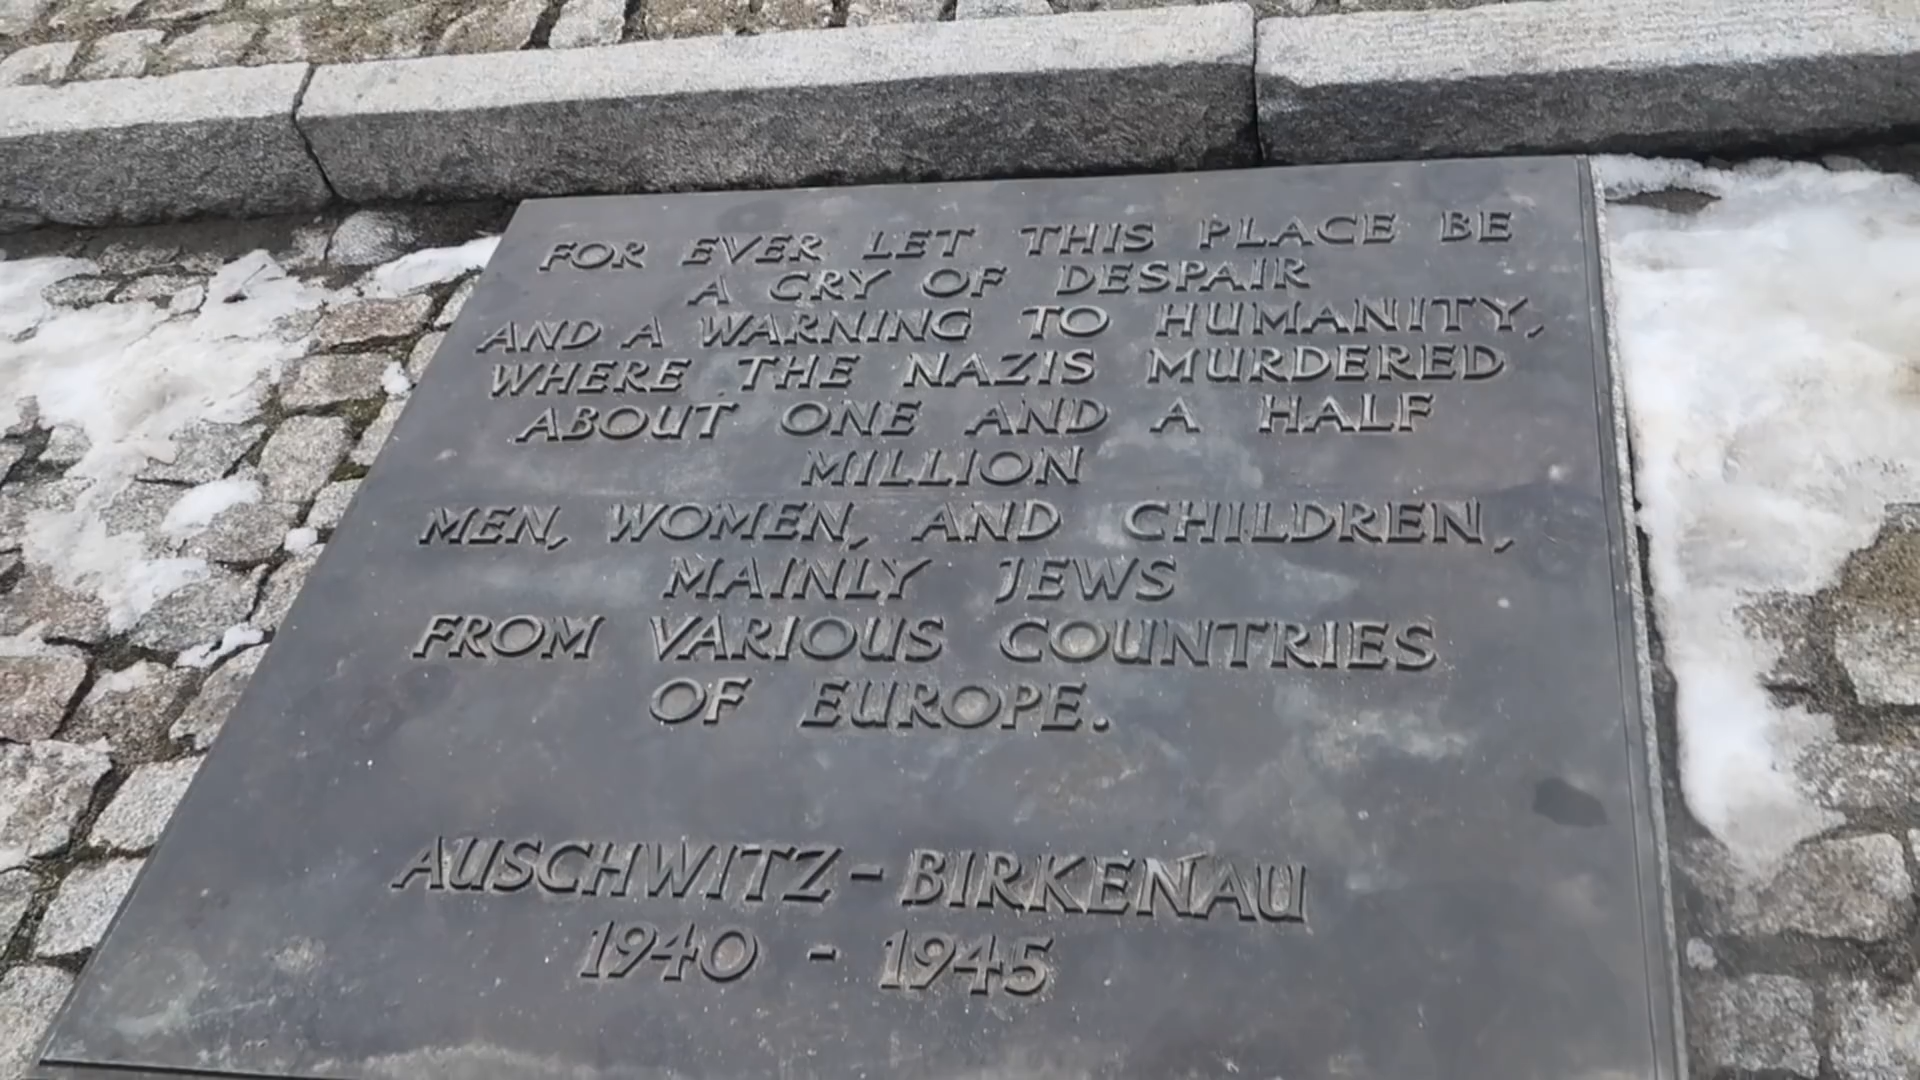 FOR EVER LET THIS PLACE BE
A CRY OF DESPAIR
AND A WARNING TO HUMANITY,
WHERE THE NAZIS MURDERED
ABOUT ONE AND A HALF
MILLION
MEN, WOMEN, AND CHILDREN,
MAINLY JEWS
FROM VARIOUS COUNTRIES
OF EUROPE.
AUSCHWITZ - BIRKENAU
1940 - 1945